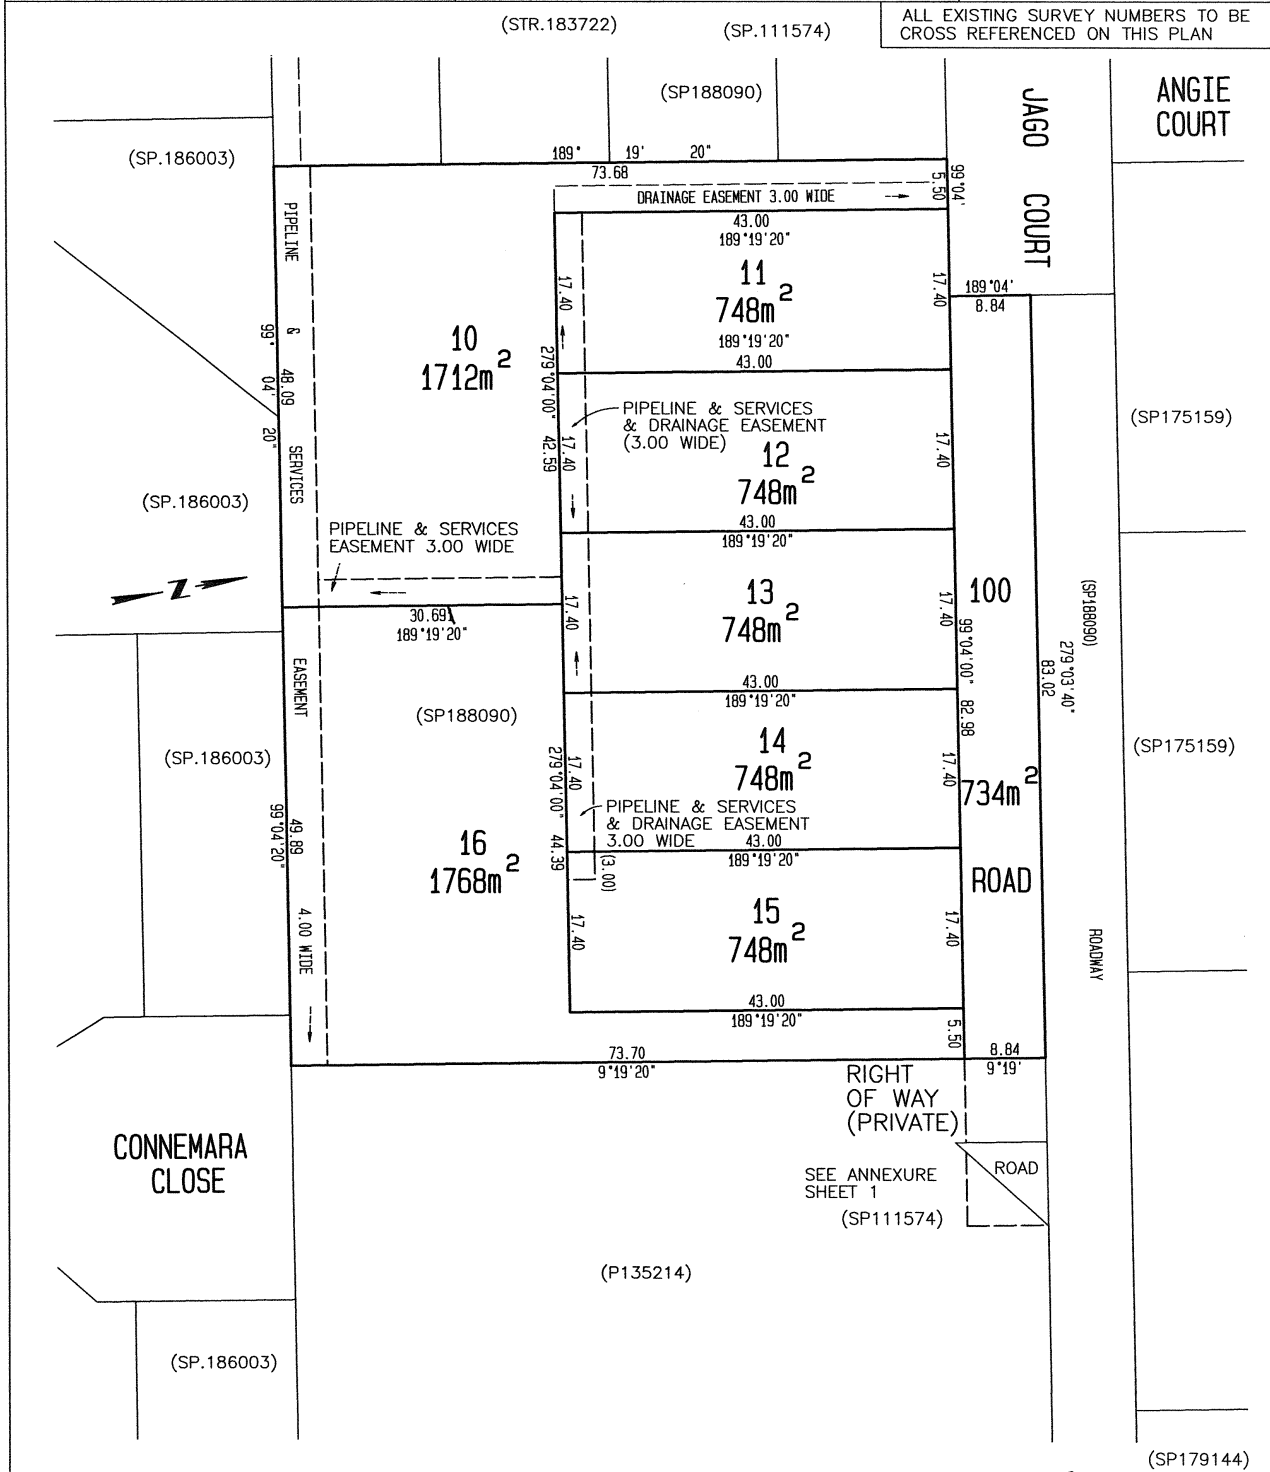 ALL EXISTING SURVEY NUMBERS TO BE
CROSS REFERENCED ON THIS PLAN
(STR.183722)
(SP.111574)
(SP188090)
JAGO COURT
ANGIE
COURT
(SP.186003)
189° 19' 20"
73.68
99°04'
5.50
DRAINAGE EASEMENT 3.00 WIDE
43.00
189°19'20"
11
748m²
189°19'20"
43.00
17.40
17.40
189°04'
8.84
PIPELINE & SERVICES EASEMENT 4.00 WIDE
99° 04' 20"
48.09
10
1712m²
279°04'00" 42.59
PIPELINE & SERVICES
& DRAINAGE EASEMENT
(3.00 WIDE)
12
748m²
17.40
17.40
43.00
189°19'20"
(SP175159)
(SP.186003)
PIPELINE & SERVICES
EASEMENT 3.00 WIDE
Z
30.691
189°19'20"
13
748m²
17.40
17.40
43.00
189°19'20"
99°04'00" 82.98
100
734m²
ROAD
(SP188090)
279°03'40"
83.02
(SP188090)
(SP.186003)
14
748m²
17.40
17.40
279°04'00" 44.39
PIPELINE & SERVICES
& DRAINAGE EASEMENT
3.00 WIDE
43.00
189°19'20"
(3.00)
(SP175159)
49.89
99°04'20"
16
1768m²
15
748m²
17.40
17.40
43.00
189°19'20"
5.50
ROADWAY
73.70
9°19'20"
8.84
9°19'
RIGHT
OF WAY
(PRIVATE)
CONNEMARA
CLOSE
SEE ANNEXURE
SHEET 1
ROAD
(SP111574)
(P135214)
(SP.186003)
(SP179144)